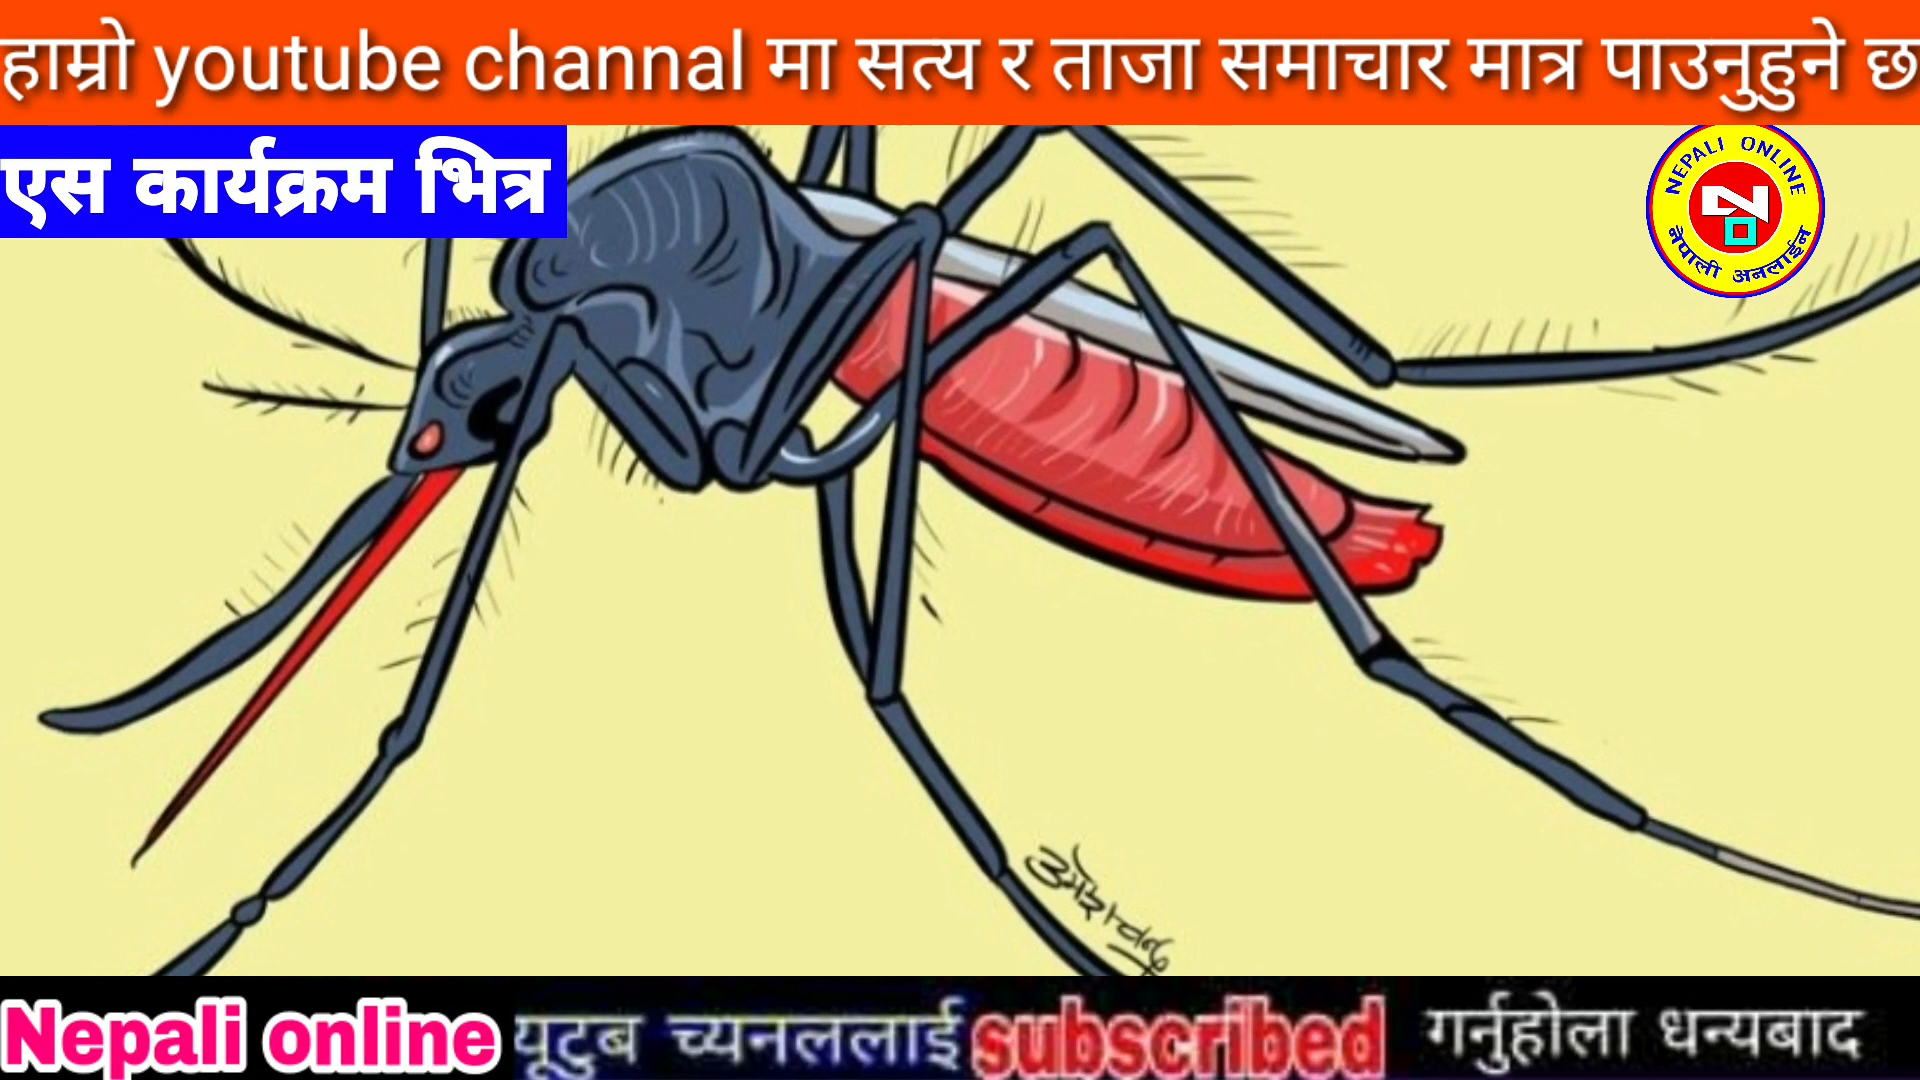 हाम्रो youtube channal मा सत्य र ताजा समाचार मात्र पाउनुहुने छ
एस कार्यक्रम भित्र
NEPALI ONLINE
नेपाली अनलाईन
Nepali online यूटुब च्यनललाई subscribed गर्नुहोला धन्यबाद